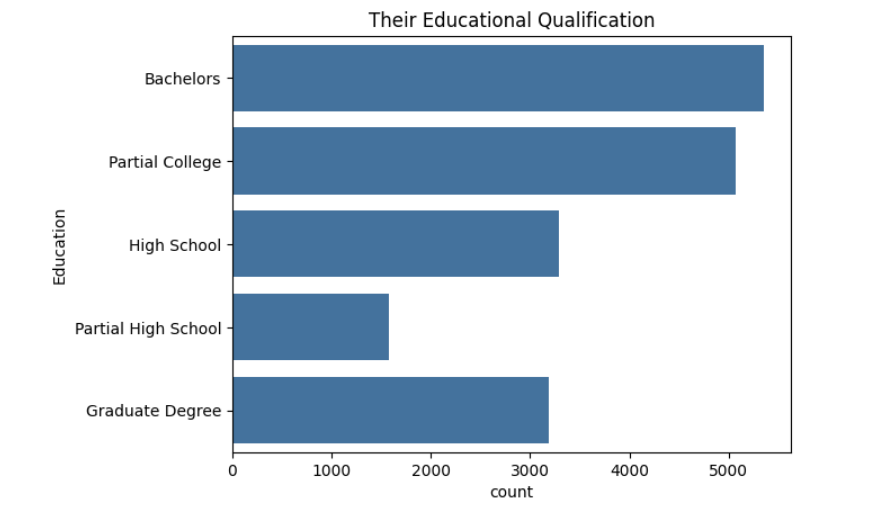 Their Educational Qualification
Education
Bachelors
Partial College
High School
Partial High School
Graduate Degree
0 1000 2000 3000 4000 5000
count